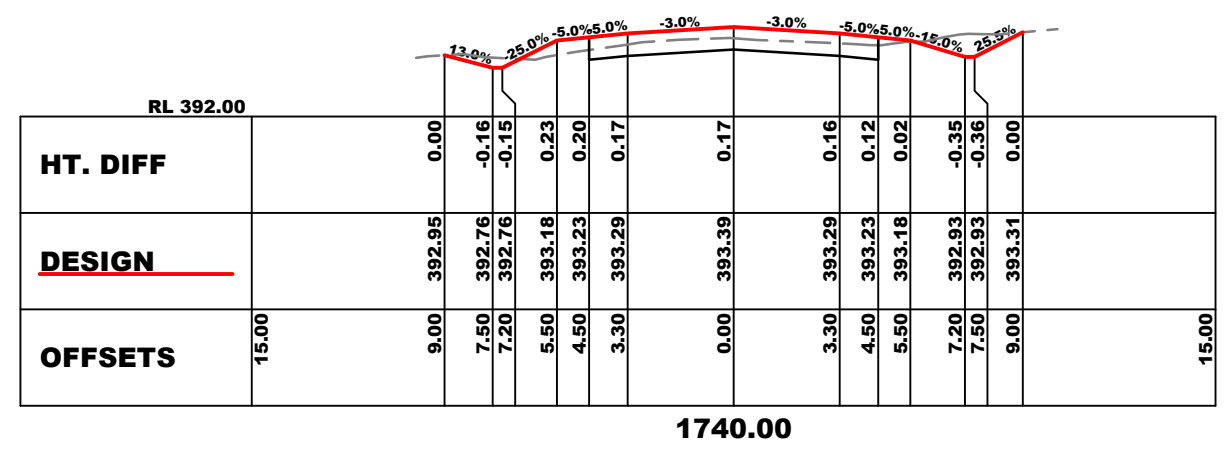 13.0% -25.0% -5.0% -5.0% -3.0% -3.0% -5.0% -5.0% -15.0% 25.5%
RL 392.00
HT. DIFF 0.00 -0.16 -0.15 0.23 0.20 0.17 0.17 0.16 0.12 0.02 -0.35 -0.36 0.00
DESIGN 392.95 392.76 392.76 393.18 393.23 393.29 393.39 393.29 393.23 393.18 392.93 392.93 393.31
OFFSETS 15.00 9.00 7.50 7.20 5.50 4.50 3.30 0.00 3.30 4.50 5.50 7.20 7.50 9.00 15.00
1740.00